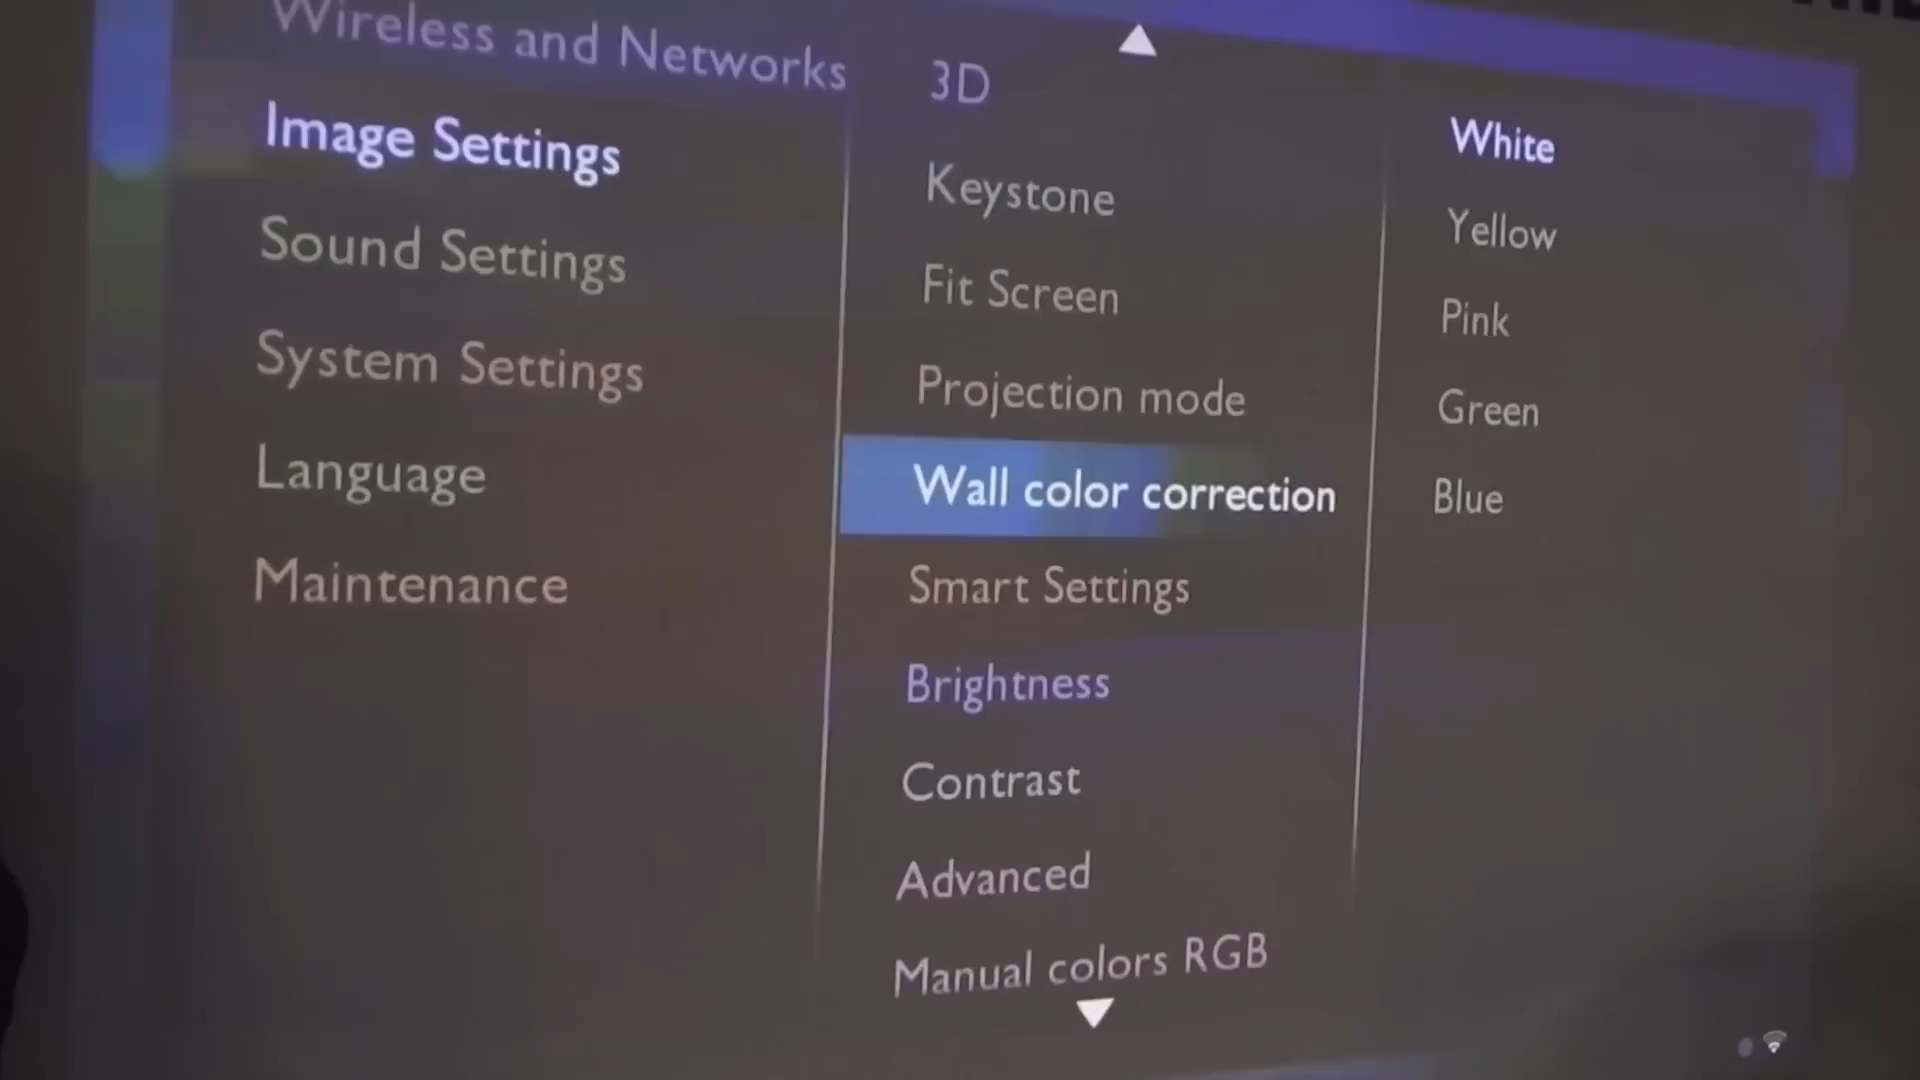 Wireless and Networks
Image Settings
Sound Settings
System Settings
Language
Maintenance
3D
Keystone
Fit Screen
Projection mode
Wall color correction
Smart Settings
Brightness
Contrast
Advanced
Manual colors RGB
White
Yellow
Pink
Green
Blue